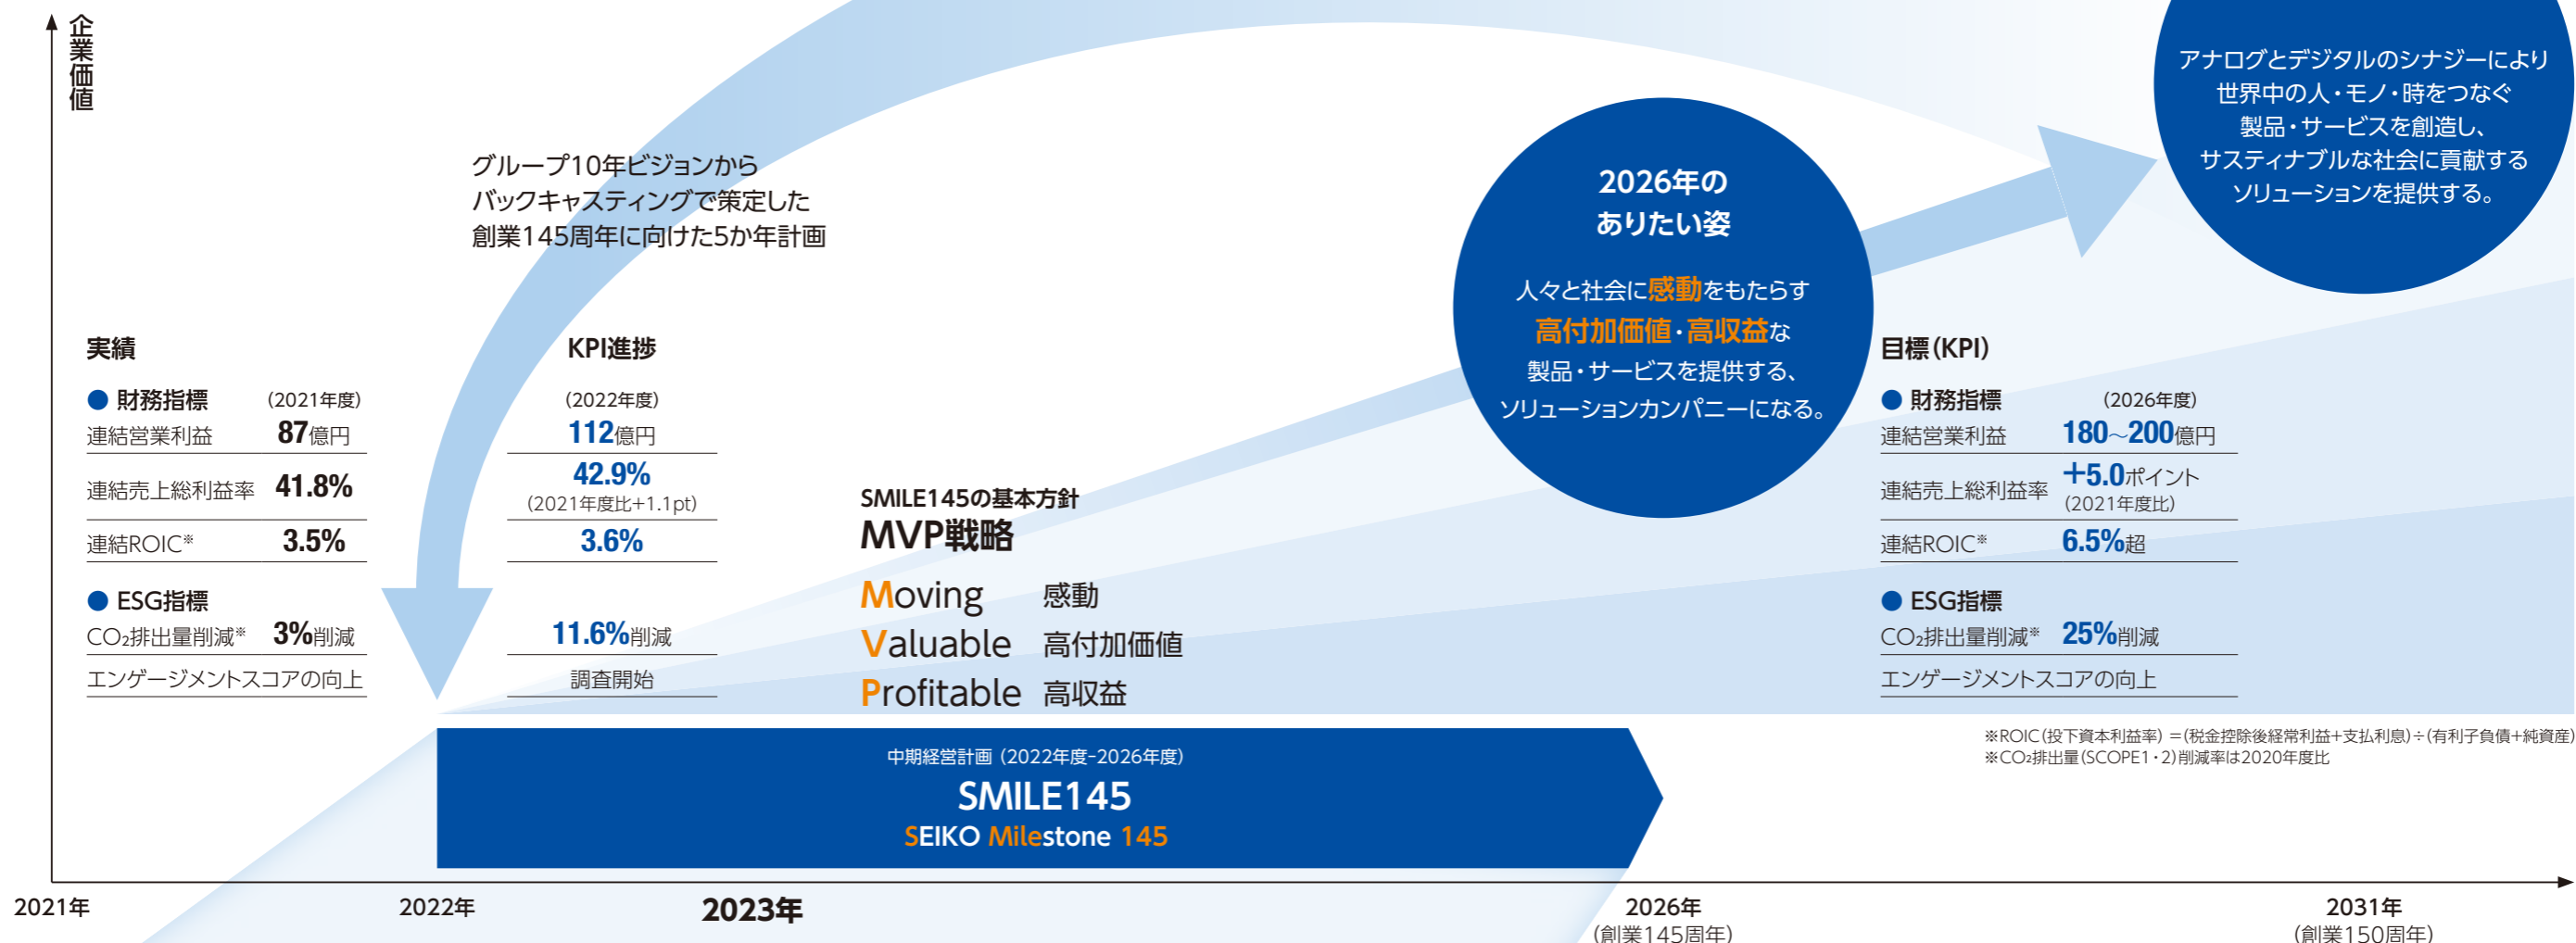 企業価値
アナログとデジタルのシナジーにより
世界中の人・モノ・時をつなぐ
製品・サービスを創造し、
サスティナブルな社会に貢献する
ソリューションを提供する。
グループ10年ビジョンから
バックキャスティングで策定した
創業145周年に向けた5か年計画
2026年の
ありたい姿
人々と社会に感動をもたらす
高付加価値・高収益な
製品・サービスを提供する、
ソリューションカンパニーになる。
実績
● 財務指標 (2021年度)
連結営業利益 87億円
連結売上総利益率 41.8%
連結ROIC※ 3.5%
● ESG指標
CO₂排出量削減※ 3%削減
エンゲージメントスコアの向上
KPI進捗
(2022年度)
112億円
42.9%
(2021年度比+1.1pt)
3.6%
11.6%削減
調査開始
SMILE145の基本方針
MVP戦略
Moving 感動
Valuable 高付加価値
Profitable 高収益
目標(KPI)
● 財務指標 (2026年度)
連結営業利益 180~200億円
連結売上総利益率 +5.0ポイント
(2021年度比)
連結ROIC※ 6.5%超
● ESG指標
CO₂排出量削減※ 25%削減
エンゲージメントスコアの向上
※ROIC(投下資本利益率)=(税金控除後経常利益+支払利息)÷(有利子負債+純資産)
※CO₂排出量(SCOPE1・2)削減率は2020年度比
中期経営計画(2022年度-2026年度)
SMILE145
SEIKO Milestone 145
2021年
2022年
2023年
2026年
(創業145周年)
2031年
(創業150周年)